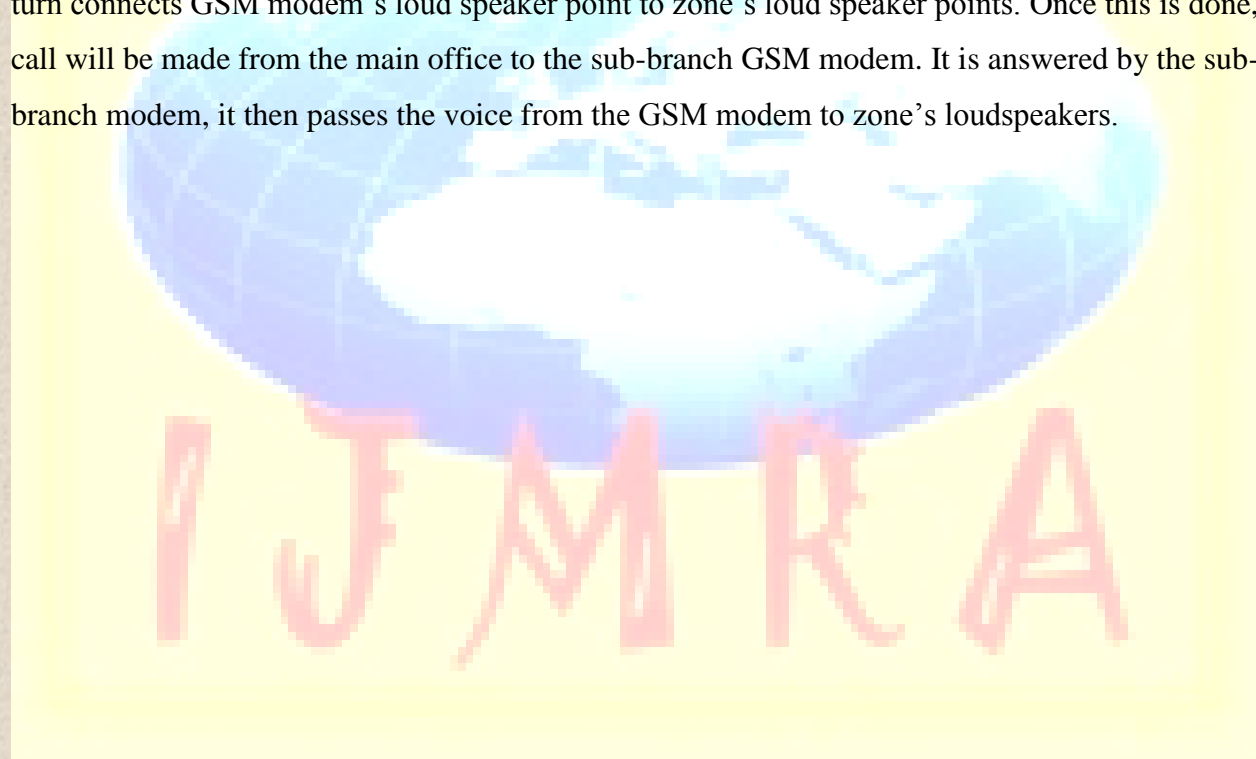 turn connects GSM modem’s loud speaker point to zone’s loud speaker points. Once this is done,
call will be made from the main office to the sub-branch GSM modem. It is answered by the sub-
branch modem, it then passes the voice from the GSM modem to zone’s loudspeakers.
IJMRA